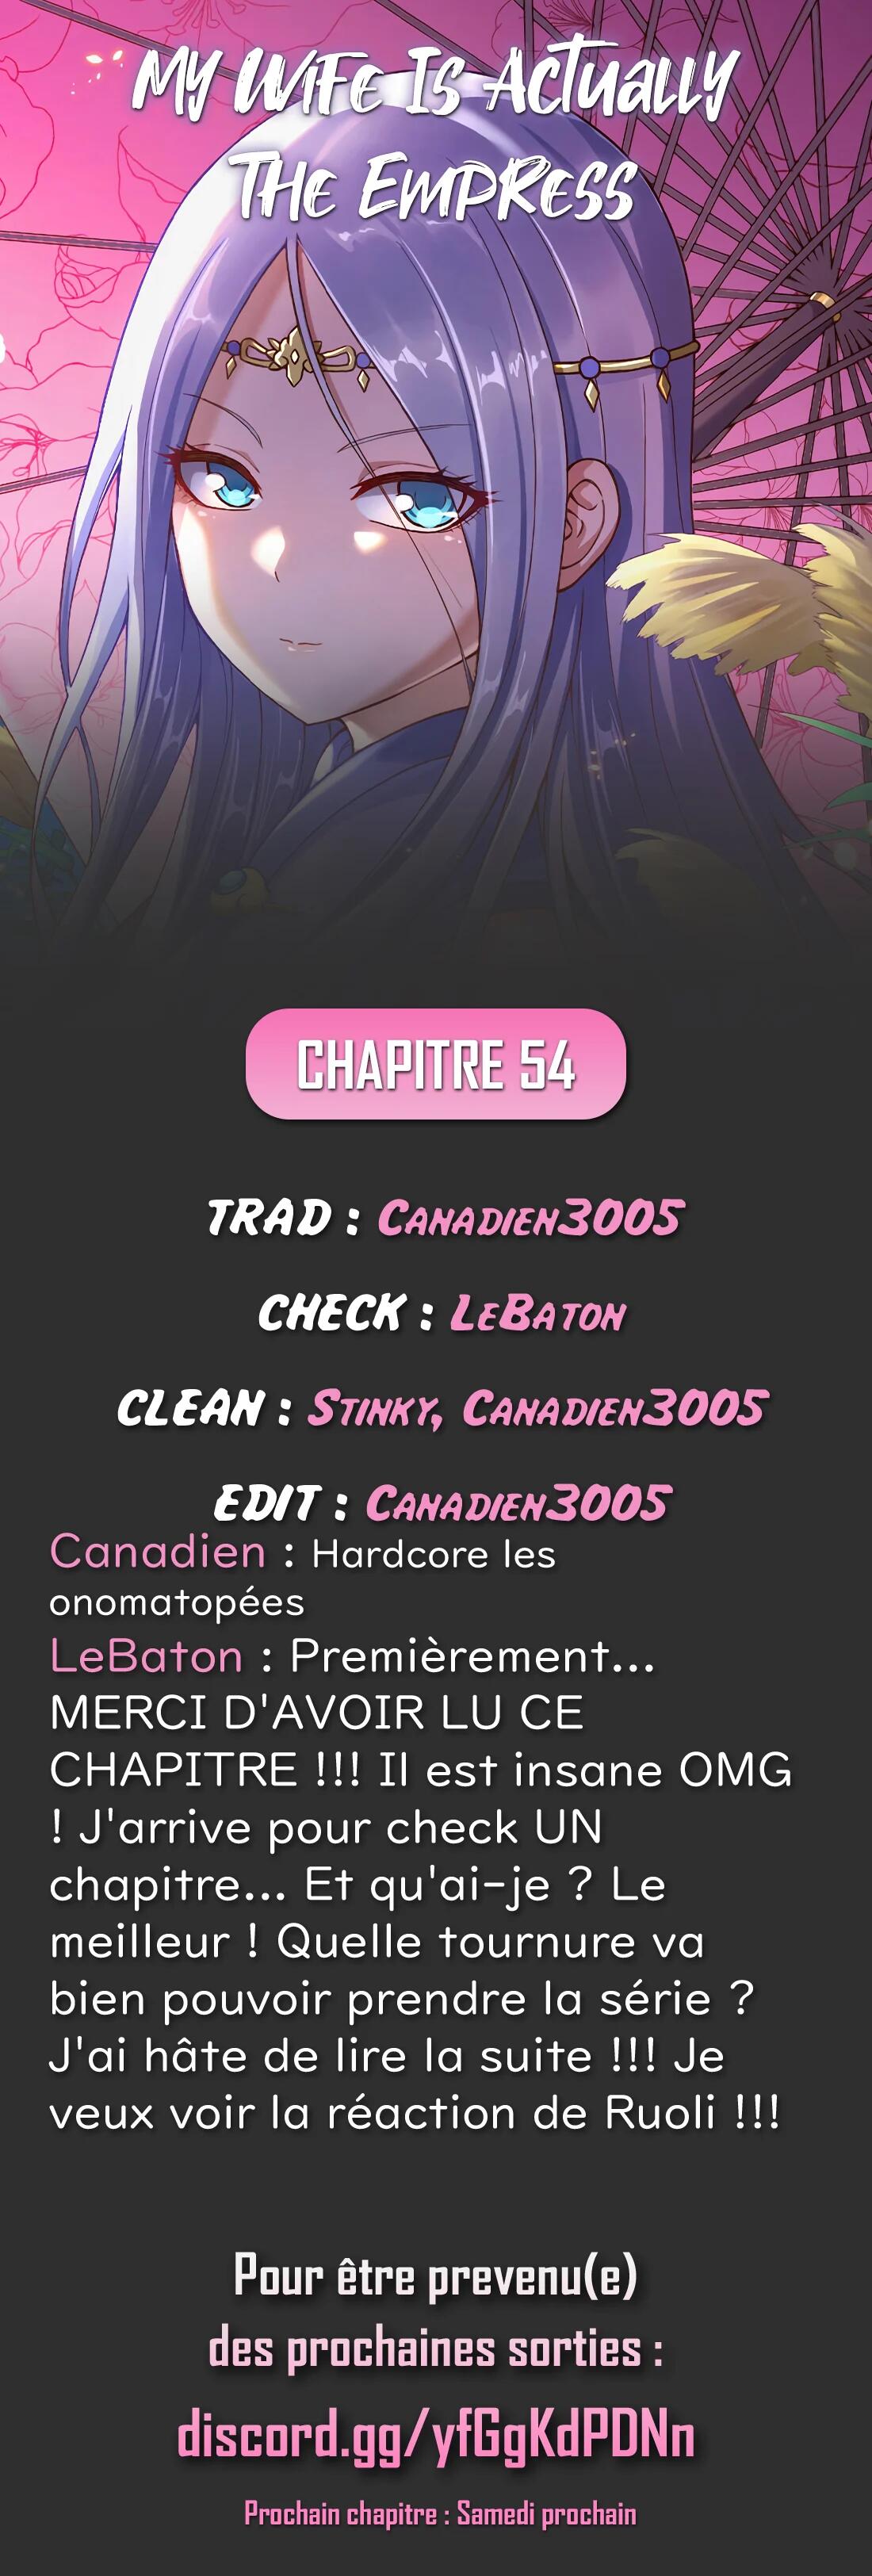 My Wife Is Actually
The Empress
CHAPITRE 54
TRAD : Canadien3005
CHECK : LeBaton
CLEAN : Stinky, Canadien3005
EDIT : Canadien3005
Canadien : Hardcore les
onomatopées
LeBaton : Premièrement...
MERCI D'AVOIR LU CE
CHAPITRE !!! Il est insane OMG
! J'arrive pour check UN
chapitre... Et qu'ai-je ? Le
meilleur ! Quelle tournure va
bien pouvoir prendre la série ?
J'ai hâte de lire la suite !!! Je
veux voir la réaction de Ruoli !!!
Pour être prevenu(e)
des prochaines sorties :
discord.gg/yfGgKdPDNn
Prochain chapitre : Samedi prochain